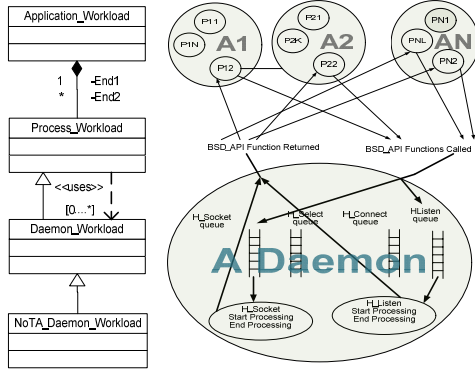 Application_Workload
1 -End1
* -End2
Process_Workload
<<uses>>
[0....*]
Daemon_Workload
NoTA_Daemon_Workload
P11
P1N
A1
P12
P21
P2K
A2
P22
PN1
PNL
AN
PN2
BSD_API Function Returned
BSD_API Functions Called
H_Socket
queue
H_Select
queue
H_Connect
queue
HListen
queue
A Daemon
H_Socket
Start Processing
End Processing
H_Listen
Start Processing
End Processing